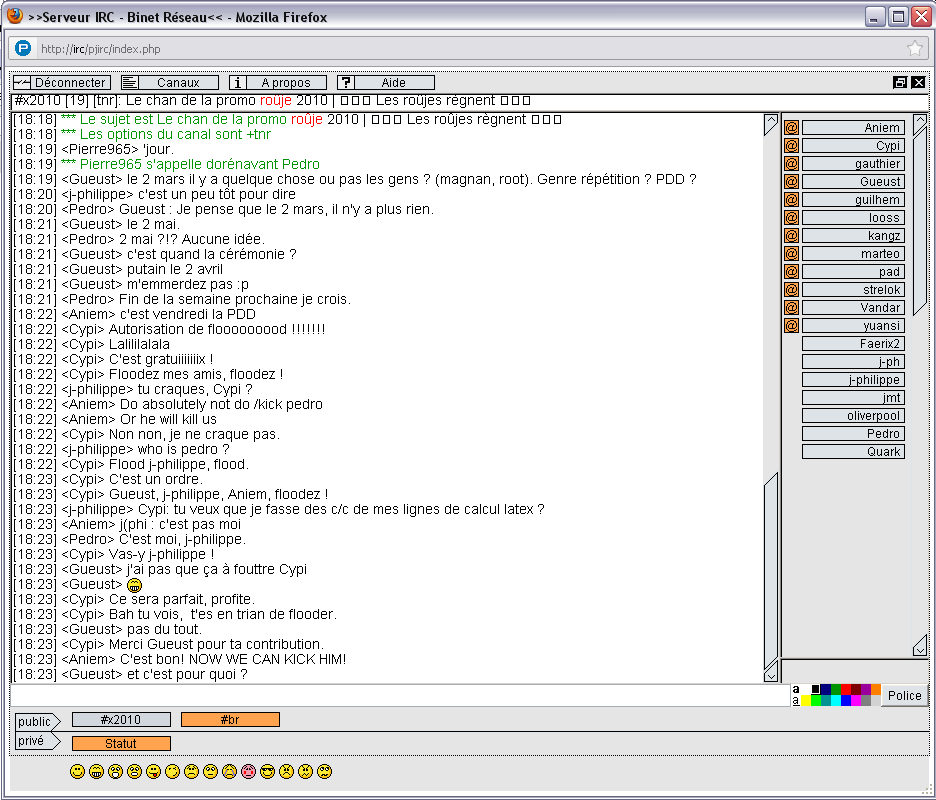 >>Serveur IRC - Binet Réseau<< - Mozilla Firefox
http://irc/pjirc/index.php
Déconnecter Canaux A propos Aide
#x2010 [19] [tnr]: Le chan de la promo roûje 2010 | □□□ Les roûjes règnent □□□
[18:18] *** Le sujet est Le chan de la promo roûje 2010 | □□□ Les roûjes règnent □□□
[18:18] *** Les options du canal sont +tnr
[18:19] <Pierre965> 'jour.
[18:19] *** Pierre965 s'appelle dorénavant Pedro
[18:19] <Gueust> le 2 mars il y a quelque chose ou pas les gens ? (magnan, root). Genre répétition ? PDD ?
[18:20] <j-philippe> c'est un peu tôt pour dire
[18:20] <Pedro> Gueust : Je pense que le 2 mars, il n'y a plus rien.
[18:21] <Gueust> le 2 mai.
[18:21] <Pedro> 2 mai ?!? Aucune idée.
[18:21] <Gueust> c'est quand la cérémonie ?
[18:21] <Gueust> putain le 2 avril
[18:21] <Gueust> m'emmerdez pas :p
[18:21] <Pedro> Fin de la semaine prochaine je crois.
[18:22] <Aniem> c'est vendredi la PDD
[18:22] <Cypi> Autorisation de flooooooood !!!!!!!
[18:22] <Cypi> Lalililalala
[18:22] <Cypi> C'est gratuiiiiiiix !
[18:22] <Cypi> Floodez mes amis, floodez !
[18:22] <j-philippe> tu craques, Cypi ?
[18:22] <Aniem> Do absolutely not do /kick pedro
[18:22] <Aniem> Or he will kill us
[18:22] <Cypi> Non non, je ne craque pas.
[18:22] <j-philippe> who is pedro ?
[18:22] <Cypi> Flood j-philippe, flood.
[18:23] <Cypi> C'est un ordre.
[18:23] <Cypi> Gueust, j-philippe, Aniem, floodez !
[18:23] <j-philippe> Cypi: tu veux que je fasse des c/c de mes lignes de calcul latex ?
[18:23] <Aniem> j(phi : c'est pas moi
[18:23] <Pedro> C'est moi, j-philippe.
[18:23] <Cypi> Vas-y j-philippe !
[18:23] <Gueust> j'ai pas que ça à fouttre Cypi
[18:23] <Gueust>
[18:23] <Cypi> Ce sera parfait, profite.
[18:23] <Cypi> Bah tu vois,  t'es en trian de flooder.
[18:23] <Gueust> pas du tout.
[18:23] <Cypi> Merci Gueust pour ta contribution.
[18:23] <Aniem> C'est bon! NOW WE CAN KICK HIM!
[18:23] <Gueust> et c'est pour quoi ?
@ Aniem
@ Cypi
@ gauthier
@ Gueust
@ guilhem
@ looss
@ kangz
@ marteo
@ pad
@ strelok
@ Vandar
@ yuansi
Faerix2
j-ph
j-philippe
jmt
oliverpool
Pedro
Quark
a
a
Police
public #x2010 #br
privé Statut